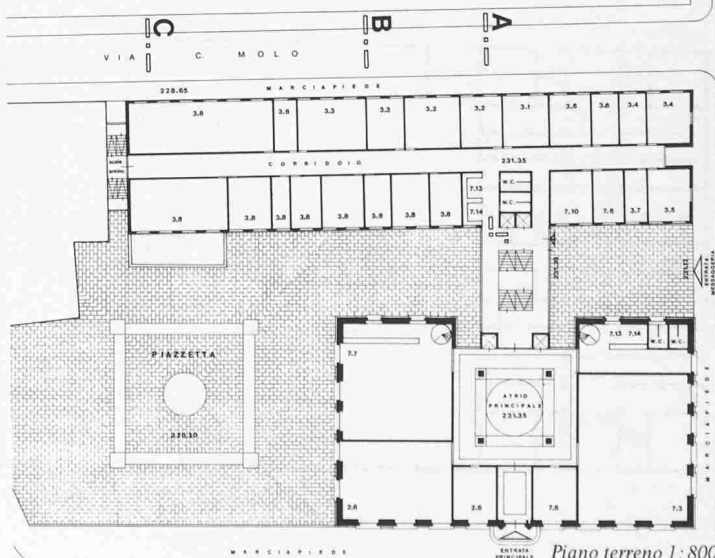 C B A
VIA C. MOLO
228.65 MARCIAPIEDE
3.8 3.8 3.3 3.3 3.2 3.2 3.1 3.6 3.6 3.4 3.4
CORRIDOIO 231.35
7.13 W.C.
W.C.
3.8 3.8 3.8 3.8 3.8 3.8 3.8 3.8 7.14 7.10 7.6 3.7 3.5
ENTRATA
MESSAGGERIA
7.7 7.13 7.14 W.C. W.C.
PIAZZETTA
ATRIO
PRINCIPALE
231.35
MARCIAPIEDE
2.6 2.6 7.6 7.3
MARCIAPIEDE
ENTRATA
PRINCIPALE
Piano terreno 1:800